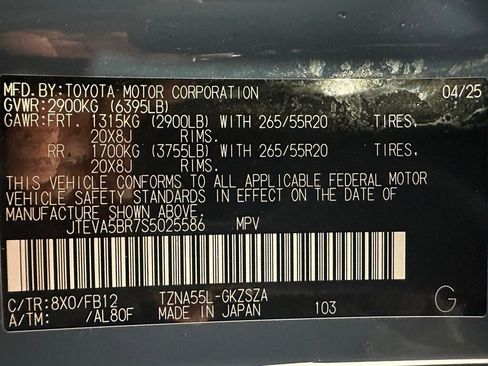 MFD.BY:TOYOTA MOTOR CORPORATION 04/25
GVWR:2900KG (6395LB)
GAWR:FRT. 1315KG (2900LB) WITH 265/55R20 TIRES,
20X8J RIMS.
RR. 1700KG (3755LB) WITH 265/55R20 TIRES,
20X8J RIMS.
THIS VEHICLE CONFORMS TO ALL APPLICABLE FEDERAL MOTOR
VEHICLE SAFETY STANDARDS IN EFFECT ON THE DATE OF
MANUFACTURE SHOWN ABOVE.
JTEVA5BR7S5025586 MPV
C/TR:8X0/FB12 TZNA55L-GKZSZA
A/TM: /AL80F MADE IN JAPAN 103 G